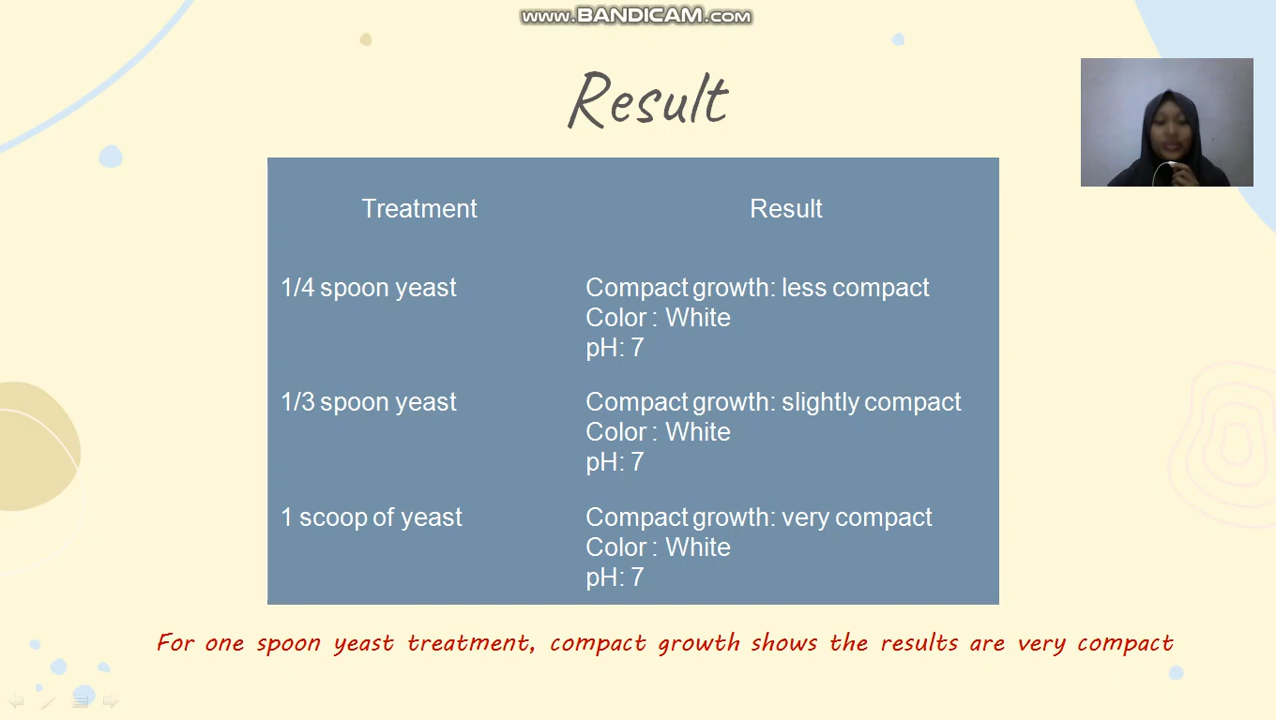 www.BANDICAM.com
Result
Treatment Result
1/4 spoon yeast Compact growth: less compact
Color : White
pH: 7
1/3 spoon yeast Compact growth: slightly compact
Color : White
pH: 7
1 scoop of yeast Compact growth: very compact
Color : White
pH: 7
For one spoon yeast treatment, compact growth shows the results are very compact